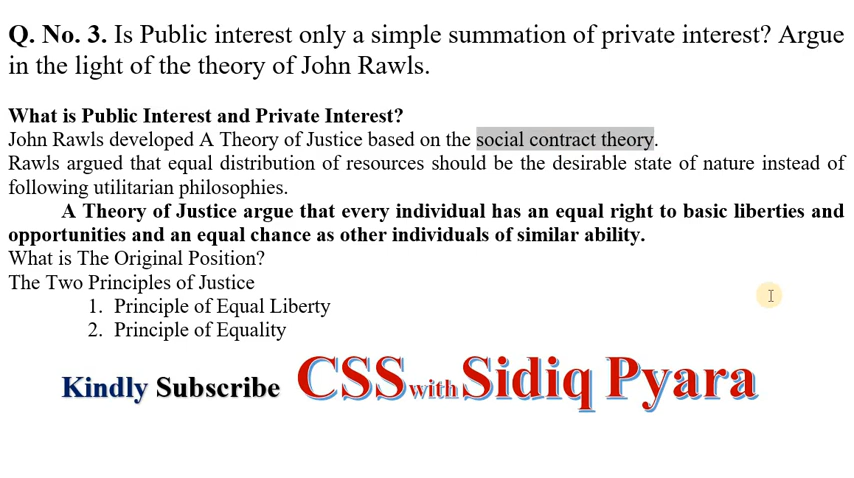 Q. No. 3. Is Public interest only a simple summation of private interest? Argue
in the light of the theory of John Rawls.
What is Public Interest and Private Interest?
John Rawls developed A Theory of Justice based on the social contract theory.
Rawls argued that equal distribution of resources should be the desirable state of nature instead of
following utilitarian philosophies.
A Theory of Justice argue that every individual has an equal right to basic liberties and
opportunities and an equal chance as other individuals of similar ability.
What is The Original Position?
The Two Principles of Justice
1. Principle of Equal Liberty
2. Principle of Equality
Kindly Subscribe CSS with Sidiq Pyara